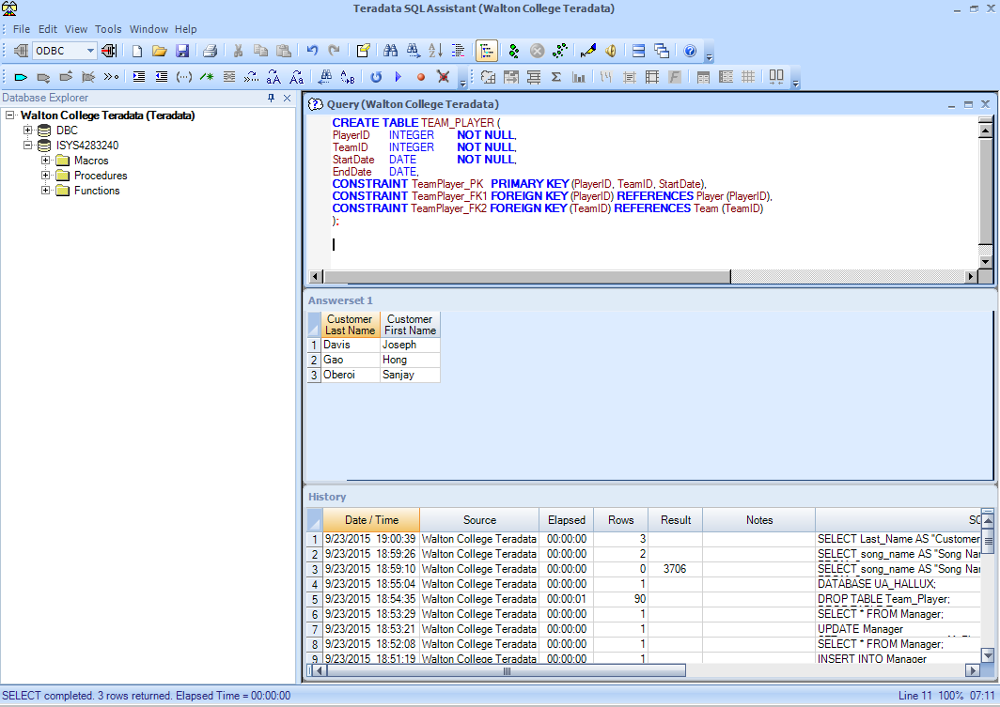 Teradata SQL Assistant (Walton College Teradata)
File Edit View Tools Window Help
ODBC
Database Explorer
Walton College Teradata (Teradata)
DBC
ISYS4283240
Macros
Procedures
Functions
Query (Walton College Teradata)
CREATE TABLE TEAM_PLAYER (
PlayerID INTEGER NOT NULL,
TeamID INTEGER NOT NULL,
StartDate DATE NOT NULL,
EndDate DATE,
CONSTRAINT TeamPlayer_PK PRIMARY KEY (PlayerID, TeamID, StartDate),
CONSTRAINT TeamPlayer_FK1 FOREIGN KEY (PlayerID) REFERENCES Player (PlayerID),
CONSTRAINT TeamPlayer_FK2 FOREIGN KEY (TeamID) REFERENCES Team (TeamID)
);
Answerset 1
Customer Last Name Customer First Name
1 Davis Joseph
2 Gao Hong
3 Oberoi Sanjay
History
Date / Time Source Elapsed Rows Result Notes
1 9/23/2015 19:00:39 Walton College Teradata 00:00:00 3 SELECT Last_Name AS "Customer
2 9/23/2015 18:59:26 Walton College Teradata 00:00:00 2 SELECT song_name AS "Song Nar
3 9/23/2015 18:59:10 Walton College Teradata 00:00:00 0 3706 SELECT song_name AS "Song Nar
4 9/23/2015 18:55:04 Walton College Teradata 00:00:00 1 DATABASE UA_HALLUX;
5 9/23/2015 18:54:35 Walton College Teradata 00:00:01 90 DROP TABLE Team_Player;
6 9/23/2015 18:53:29 Walton College Teradata 00:00:00 1 SELECT * FROM Manager;
7 9/23/2015 18:53:21 Walton College Teradata 00:00:00 1 UPDATE Manager
8 9/23/2015 18:52:08 Walton College Teradata 00:00:00 1 SELECT * FROM Manager;
9 9/23/2015 18:51:19 Walton College Teradata 00:00:00 1 INSERT INTO Manager
SELECT completed. 3 rows returned. Elapsed Time = 00:00:00
Line 11 100% 07:11